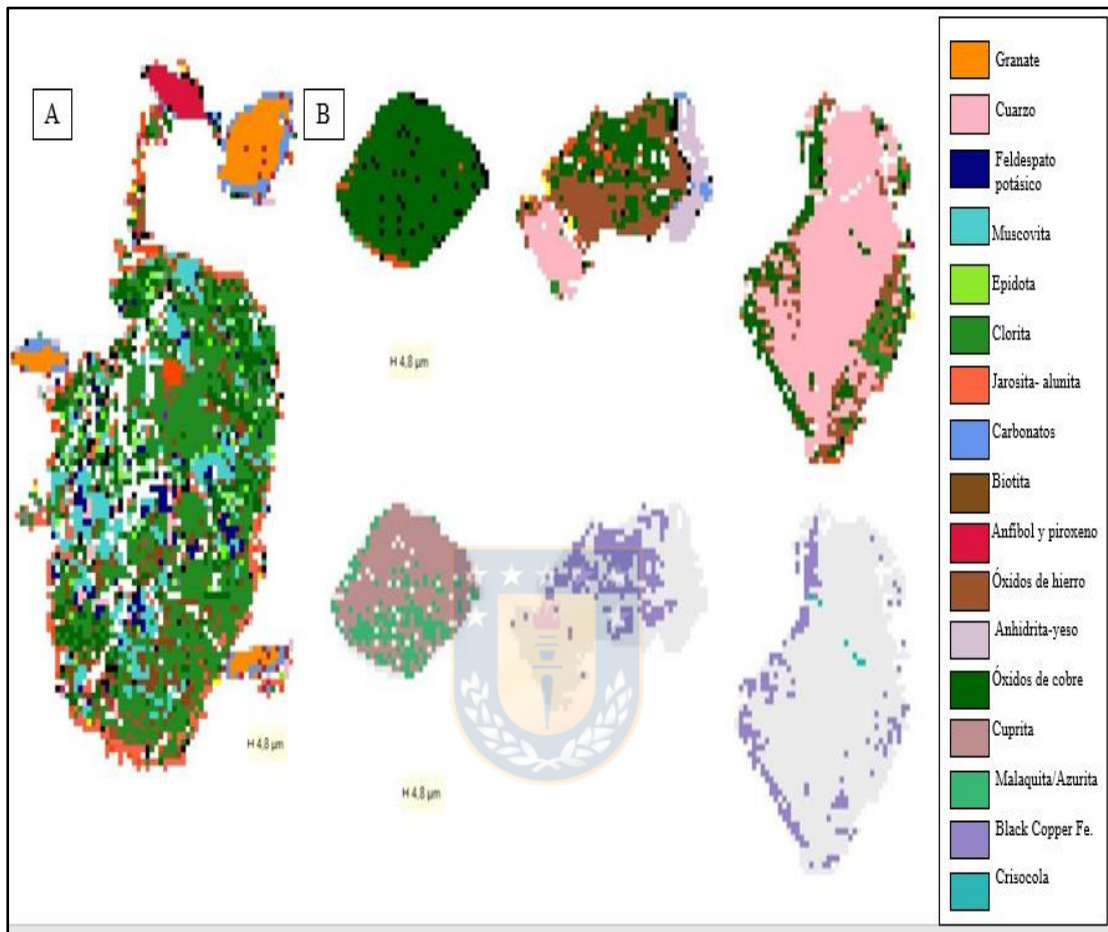 A
B
H 4,8 µm
H 4,8 µm
H 4,8 µm
Granate
Cuarzo
Feldespato
potásico
Muscovita
Epidota
Clorita
Jarosita- alunita
Carbonatos
Biotita
Anfíbol y piroxeno
Óxidos de hierro
Anhidrita-yeso
Óxidos de cobre
Cuprita
Malaquita/Azurita
Black Copper Fe.
Crisocola